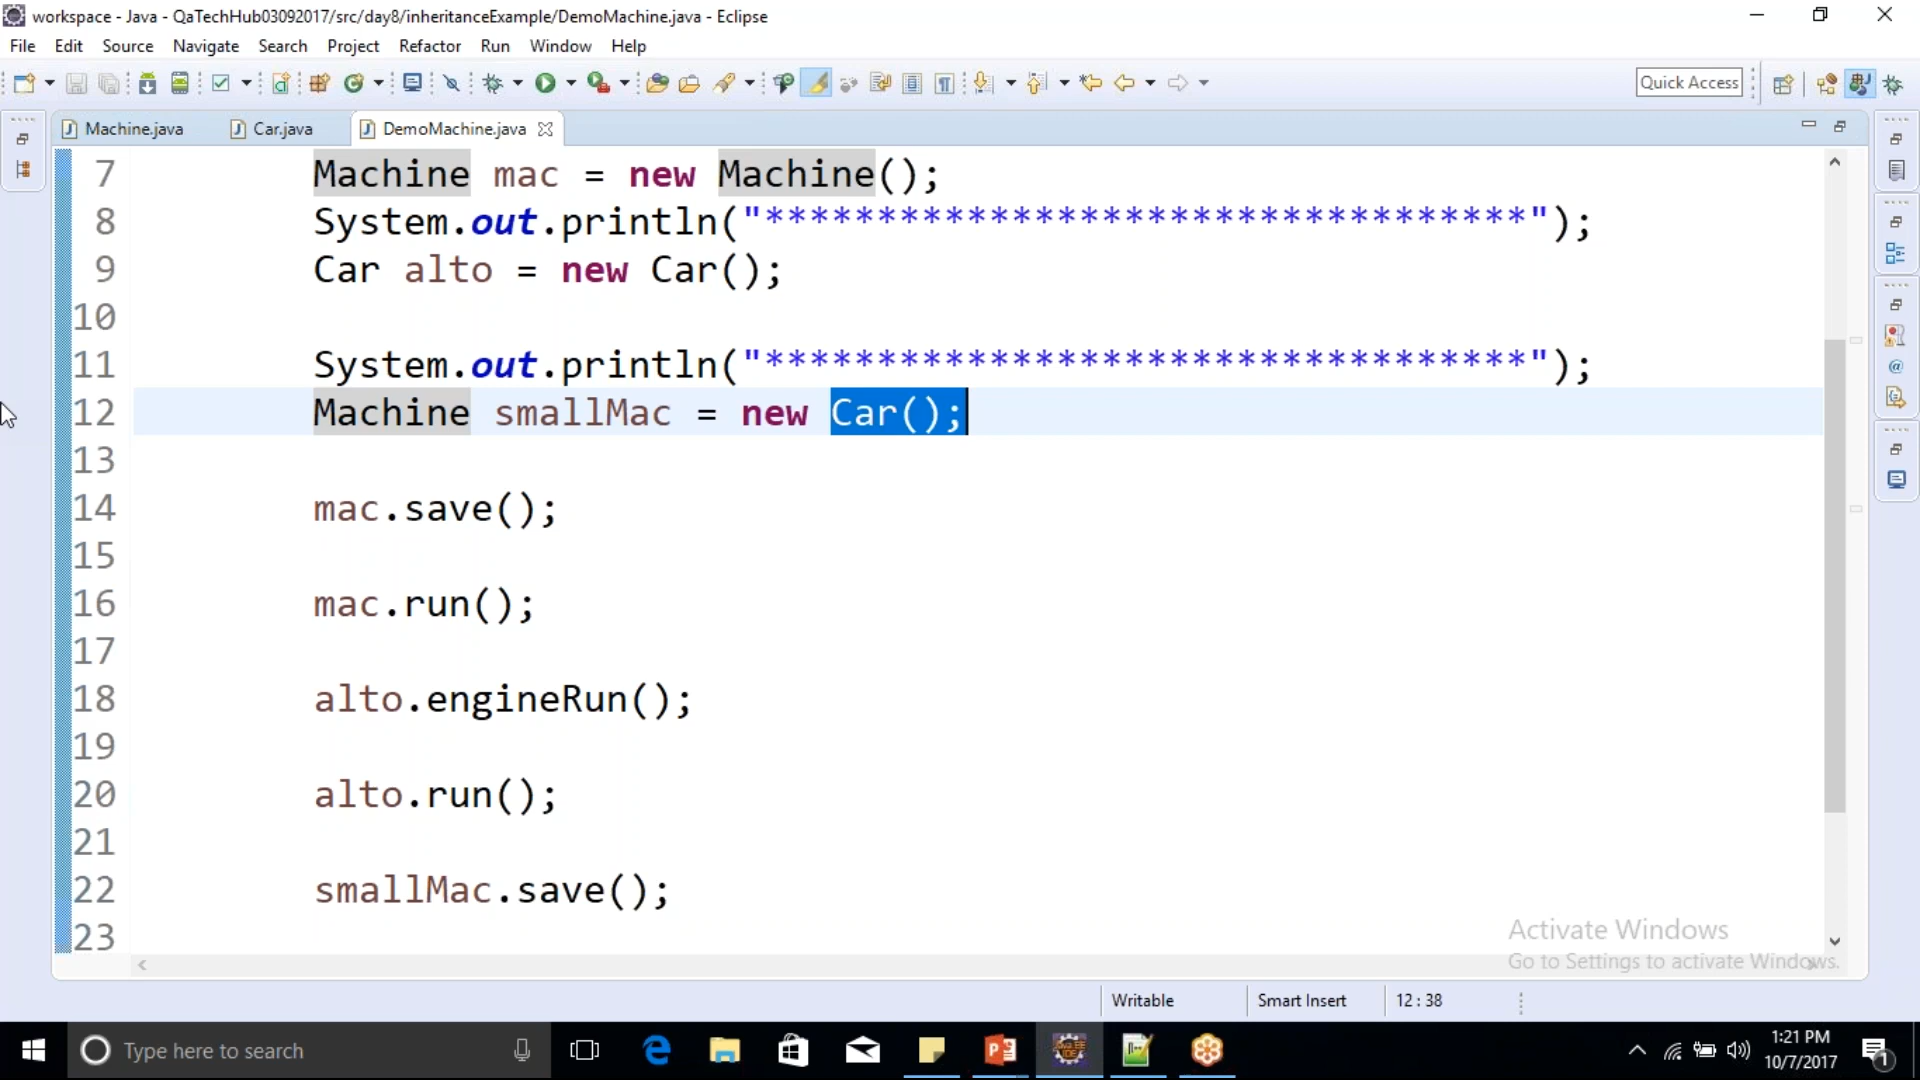 workspace - Java - QaTechHub03092017/src/day8/inheritanceExample/DemoMachine.java - Eclipse
File Edit Source Navigate Search Project Refactor Run Window Help
Quick Access
Machine.java Car.java DemoMachine.java
7 Machine mac = new Machine();
8 System.out.println("**********************************");
9 Car alto = new Car();
10
11 System.out.println("**********************************");
12 Machine smallMac = new Car();
13
14 mac.save();
15
16 mac.run();
17
18 alto.engineRun();
19
20 alto.run();
21
22 smallMac.save();
23
Activate Windows
Go to Settings to activate Windows.
Writable Smart Insert 12 : 38
Type here to search
1:21 PM
10/7/2017
1